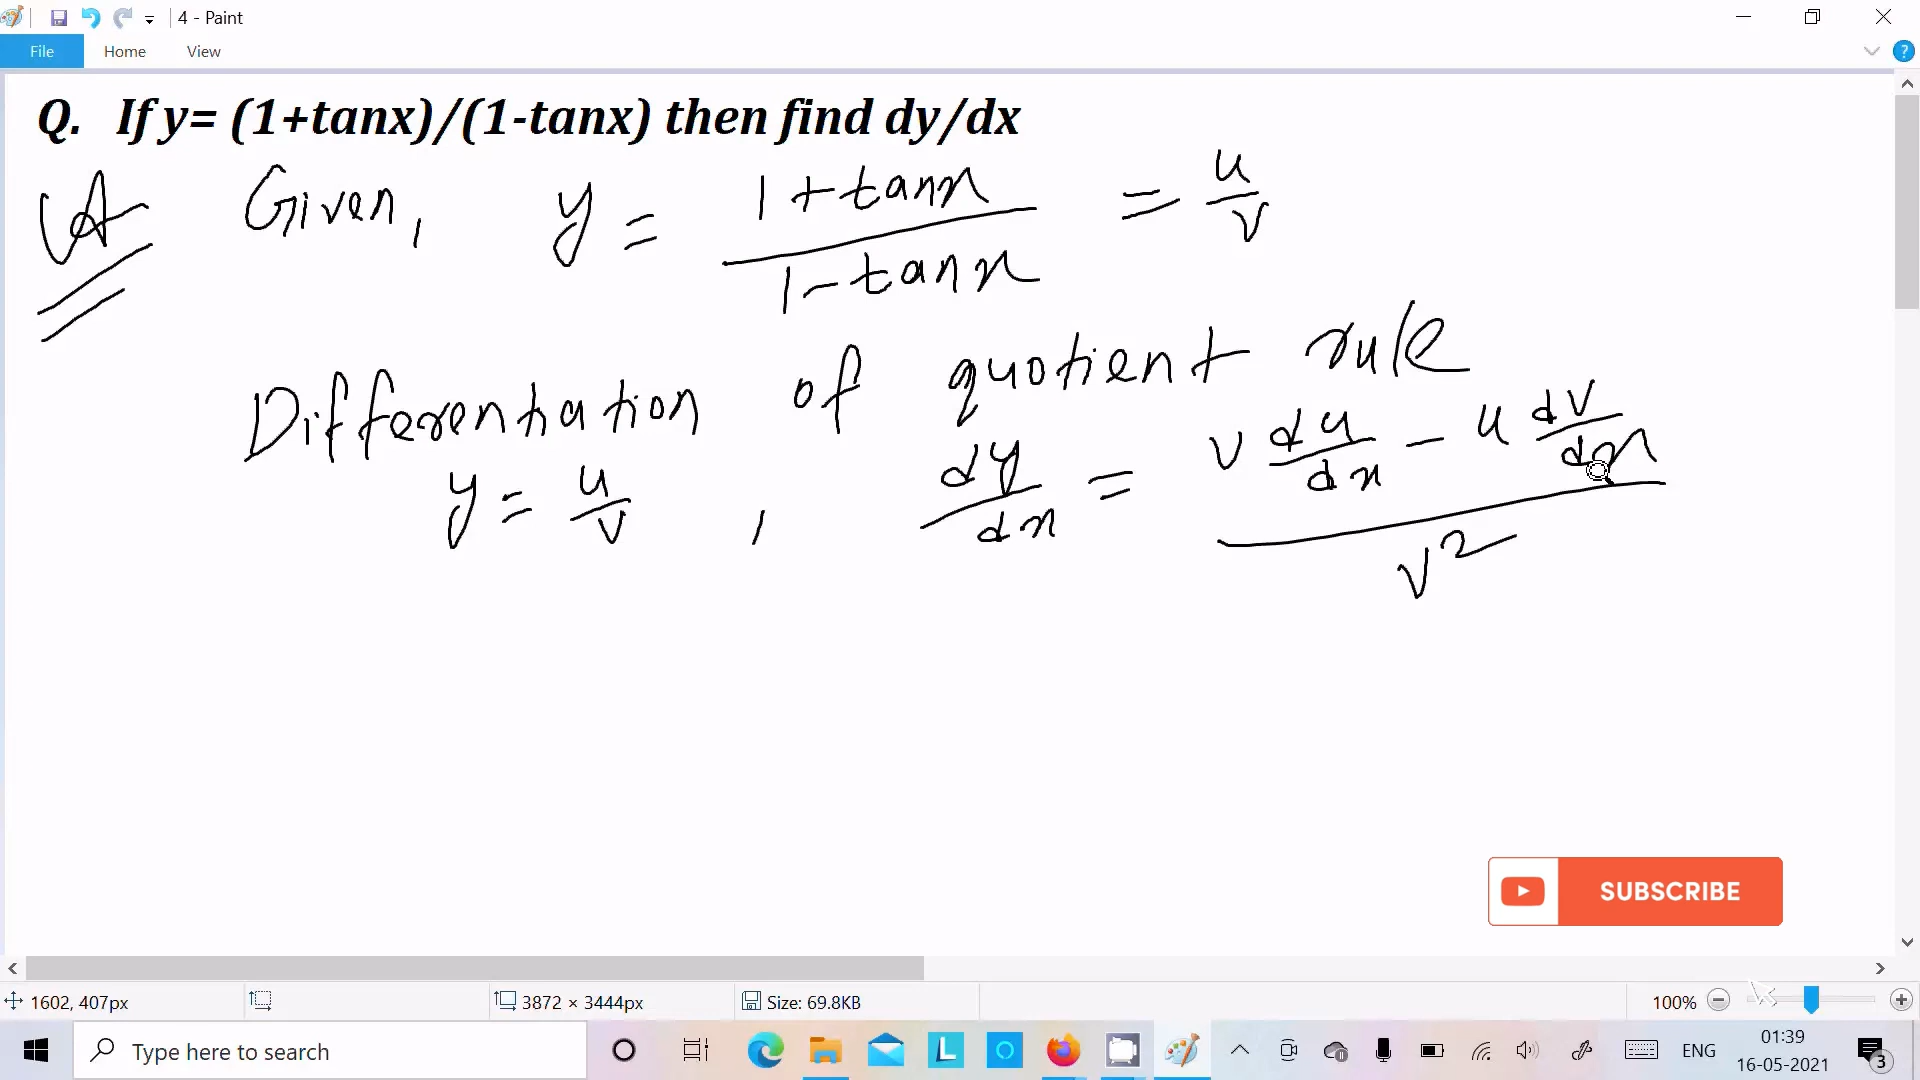 4 - Paint
File Home View
Q. If y= (1+tanx)/(1-tanx) then find dy/dx
A Given, y = (1+tanx)/(1-tanx) = u/v
Differentiation of quotient rule
y = u/v , dy/dx = (v du/dx - u dv/dx)/v²
SUBSCRIBE
1602, 407px 3872 × 3444px Size: 69.8KB 100%
Type here to search L ENG 01:39
16-05-2021 3